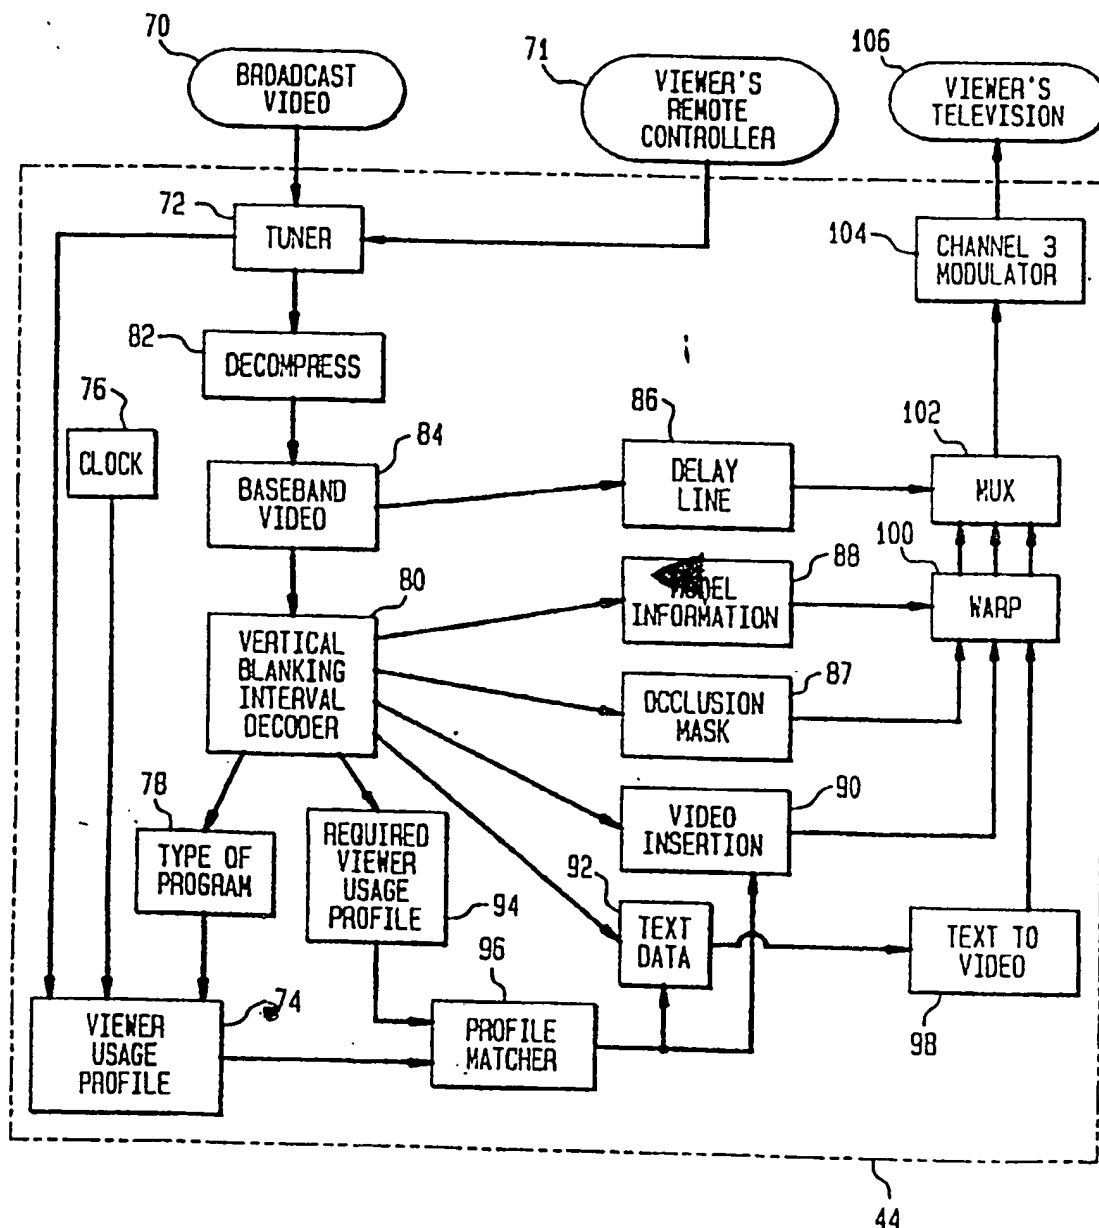 70
BROADCAST
VIDEO
71
VIEWER'S
REMOTE
CONTROLLER
106
VIEWER'S
TELEVISION
72
TUNER
104
CHANNEL 3
MODULATOR
82
DECOMPRESS
76
CLOCK
84
BASEBAND
VIDEO
86
DELAY
LINE
102
MUX
80
VERTICAL
BLANKING
INTERVAL
DECODER
88
MODEL
INFORMATION
100
WARP
87
OCCLUSION
MASK
78
TYPE OF
PROGRAM
REQUIRED
VIEWER
USAGE
PROFILE
94
90
VIDEO
INSERTION
92
TEXT
DATA
TEXT TO
VIDEO
98
74
VIEWER
USAGE
PROFILE
96
PROFILE
MATCHER
44